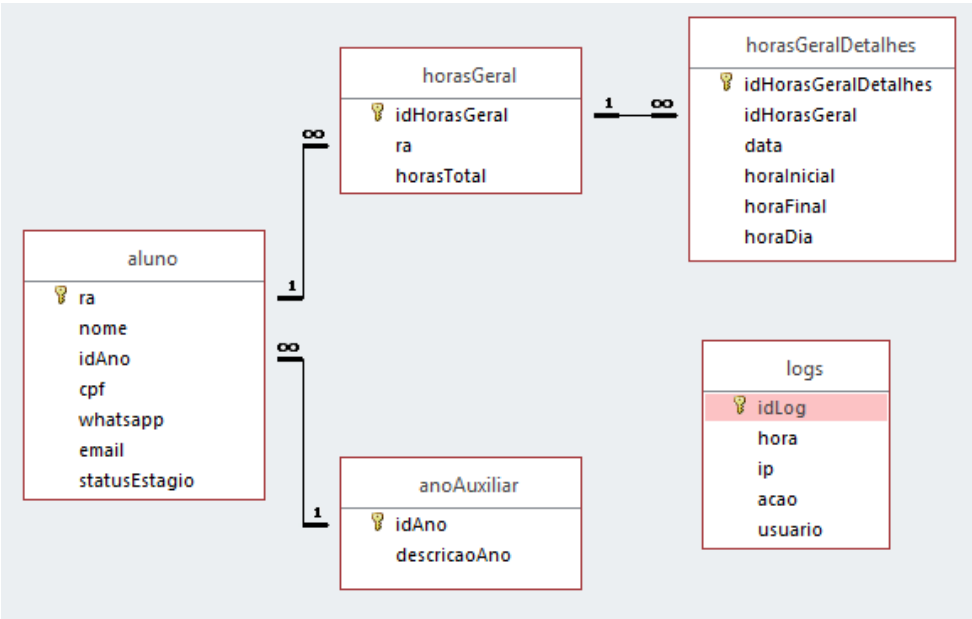 horasGeral
idHorasGeral
ra
horasTotal
1
∞
horasGeralDetalhes
idHorasGeralDetalhes
idHorasGeral
data
horaInicial
horaFinal
horaDia
∞
1
aluno
ra
nome
idAno
cpf
whatsapp
email
statusEstagio
∞
1
anoAuxiliar
idAno
descricaoAno
logs
idLog
hora
ip
acao
usuario